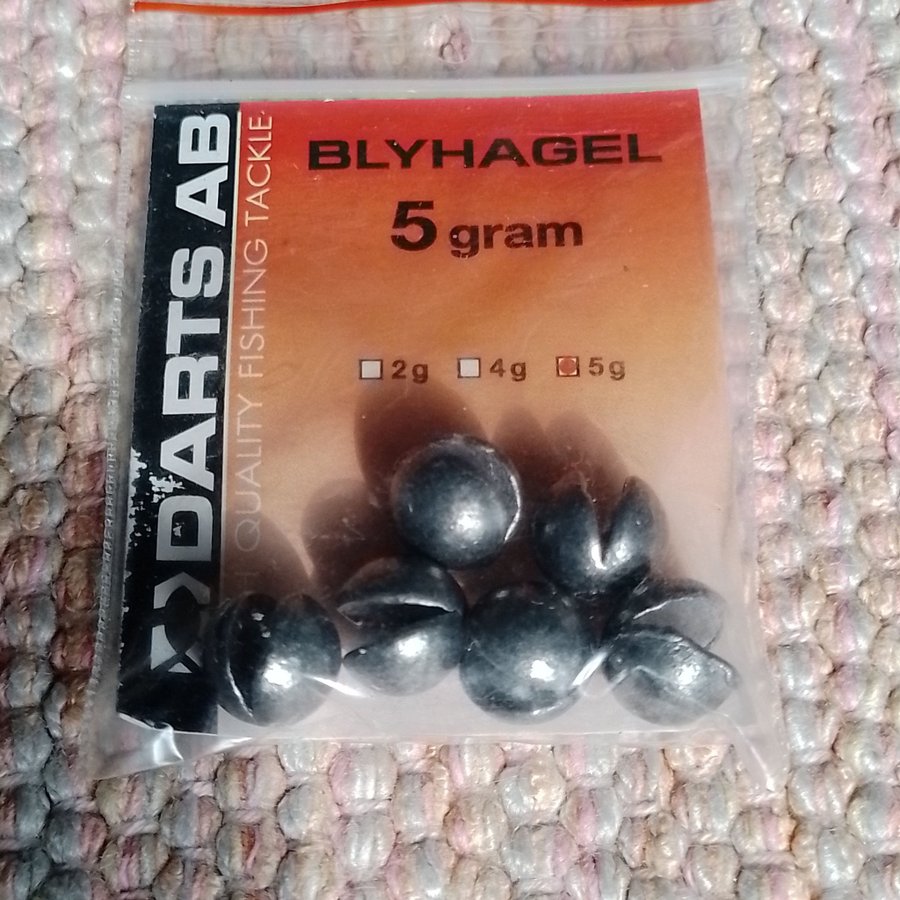 BLYHAGEL
5 gram
2g 4g 5g
DARTS AB
QUALITY FISHING TACKLE